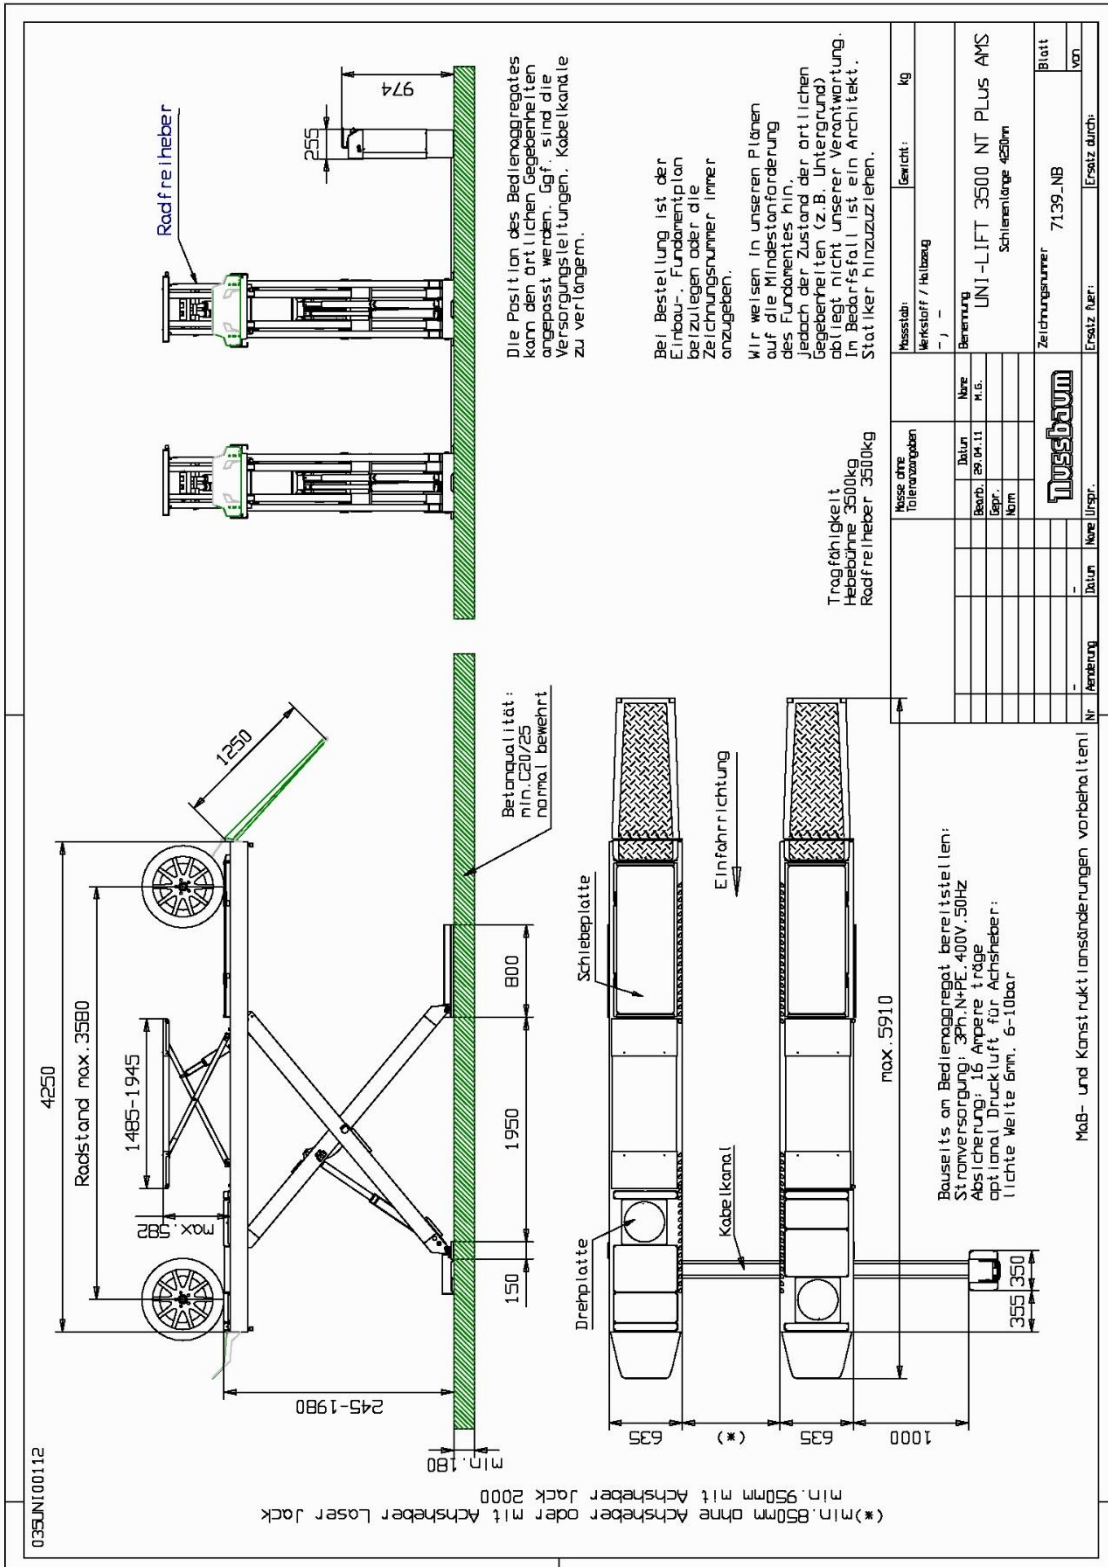 035UNI00112
4250
Radstand max.3580
1485-1945
max.582
1250
245-1980
min.180
150
1950
800
Betonqualität:
min.C20/25
normal bewehrt
Radfreiheber
255
974
Die Position des Bedienaggregates
kann den örtlichen Gegebenheiten
angepasst werden. Ggf. sind die
Versorgungsleitungen, Kabelkanäle
zu verlängern.
Bei Bestellung ist der
Einbau-, Fundamentplan
beizulegen oder die
Zeichnungsnummer immer
anzugeben.
Wir weisen in unseren Plänen
auf die Mindestanforderung
des Fundamentes hin,
jedoch der Zustand der örtlichen
Gegebenheiten (z.B. Untergrund)
obliegt nicht unserer Verantwortung.
Im Bedarfsfall ist ein Architekt,
Statiker hinzuzuziehen.
Tragfähigkeit
Hebebühne 3500kg
Radfreiheber 3500kg
Drehplatte
Schiebeplatte
Kabelkanal
Einfahrrichtung
max.5910
635
(*)
635
1000
355
350
(*)min.850mm ohne Achsheber oder mit Achsheber Laser Jack
min.950mm mit Achsheber Jack 2000
Bauseits am Bedienaggregat bereitstellen:
Stromversorgung: 3Ph,N+PE,400V,50Hz
Absicherung: 16 Ampere träge
optional Druckluft für Achsheber:
lichte Weite 6mm, 6-10bar
Maß- und Konstruktionsänderungen vorbehalten!
Masse ohne
Toleranzangaben
Massstab:
Gewicht:
kg
Werkstoff / Halbzeug
- , -
Datum
Name
Bearb.
29.04.11
M.G.
Gepr.
Norm
Benennung
UNI-LIFT 3500 NT PLus AMS
Schienenlänge 4250mm
Nussbaum
Zeichnungsnummer
7139_NB
Blatt
von
-
-
Nr
Aenderung
Datum
Name
Urspr.
Ersatz fuer:
Ersatz durch: